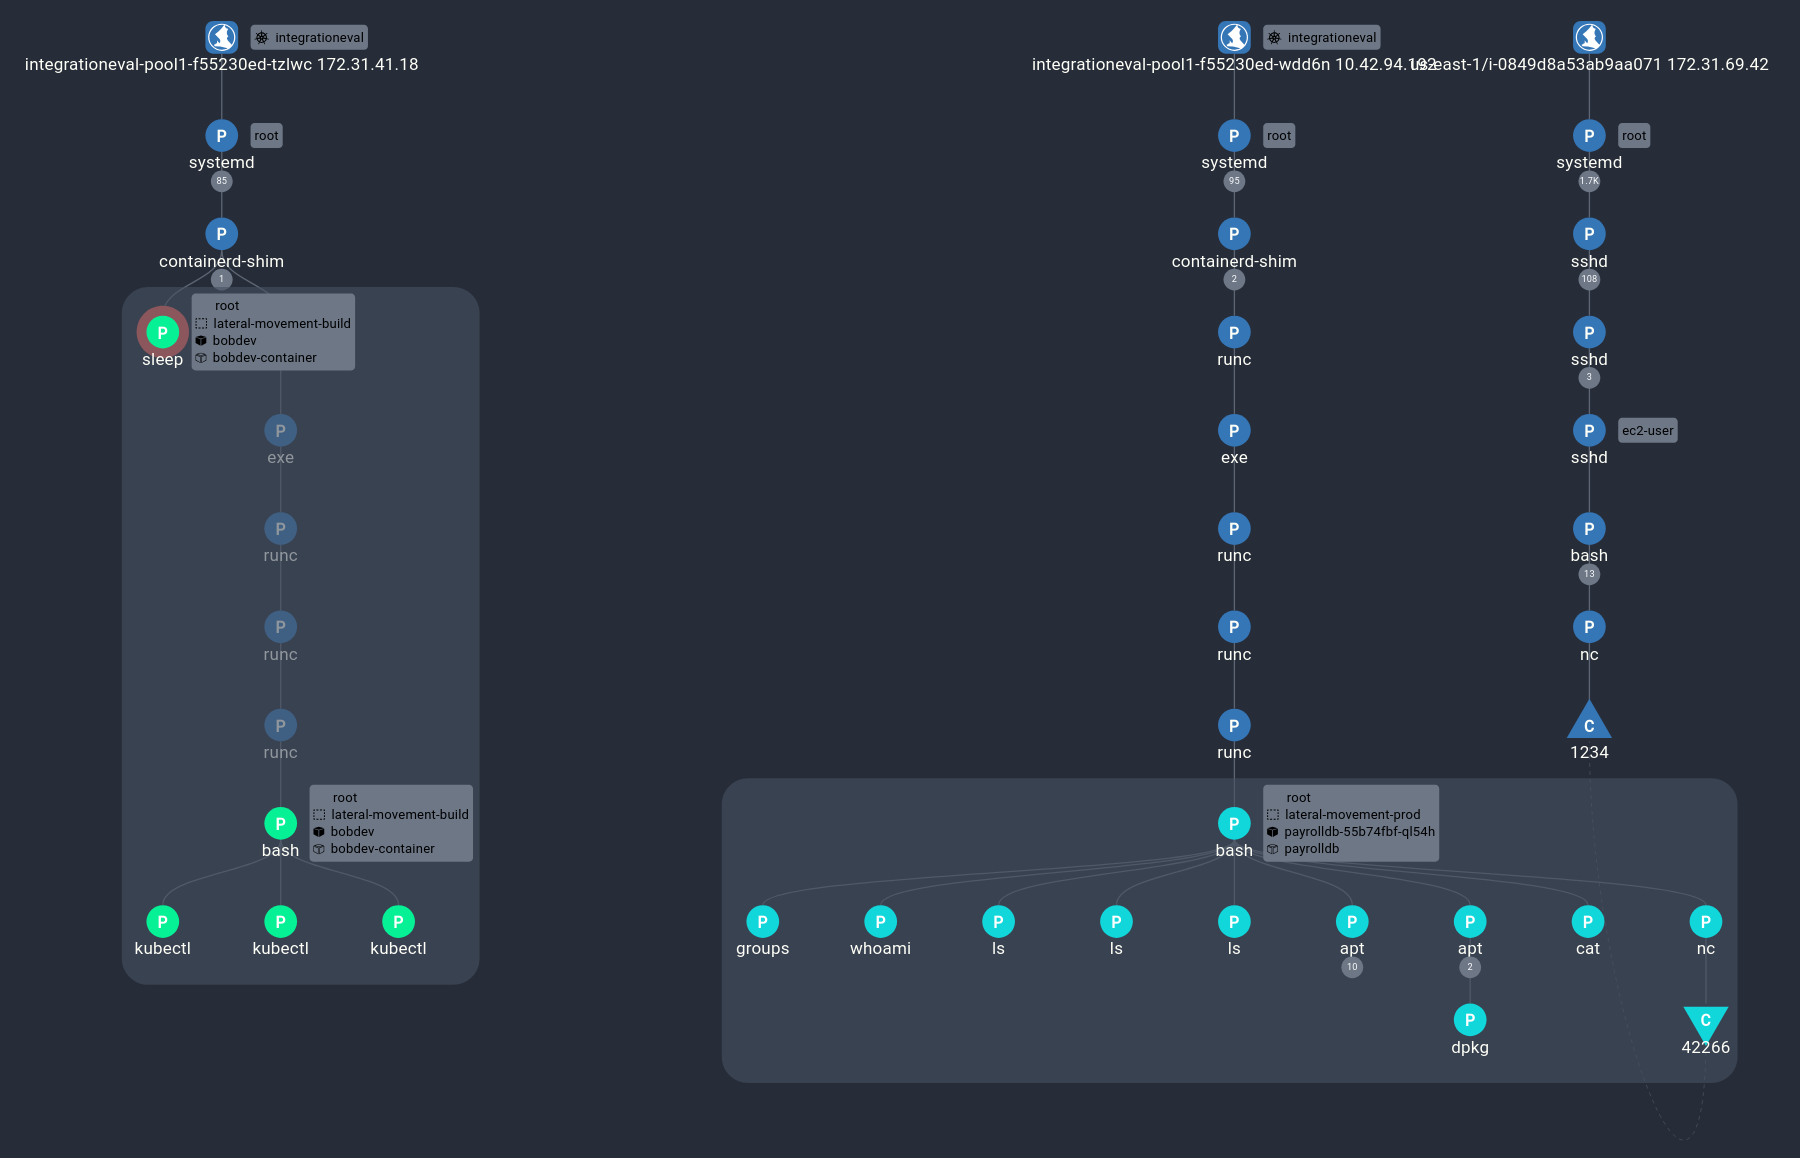 integrationeval
integrationeval-pool1-f55230ed-tzlwc 172.31.41.18
P
root
systemd
85
P
containerd-shim
1
P
sleep
root
lateral-movement-build
bobdev
bobdev-container
P
exe
P
runc
P
runc
P
runc
P
bash
root
lateral-movement-build
bobdev
bobdev-container
P
kubectl
P
kubectl
P
kubectl
integrationeval
integrationeval-pool1-f55230ed-wdd6n
P
root
systemd
95
P
containerd-shim
2
P
runc
P
exe
P
runc
P
runc
P
runc
P
bash
root
lateral-movement-prod
payrolldb-55b74fbf-ql54h
payrolldb
P
groups
P
whoami
P
ls
P
ls
P
ls
P
apt
10
P
apt
2
P
dpkg
P
cat
P
nc
C
42266
us-east-1/i-0849d8a53ab9aa071 172.31.69.42
P
root
systemd
1.7K
P
sshd
108
P
sshd
3
P
ec2-user
sshd
P
bash
13
P
nc
C
1234